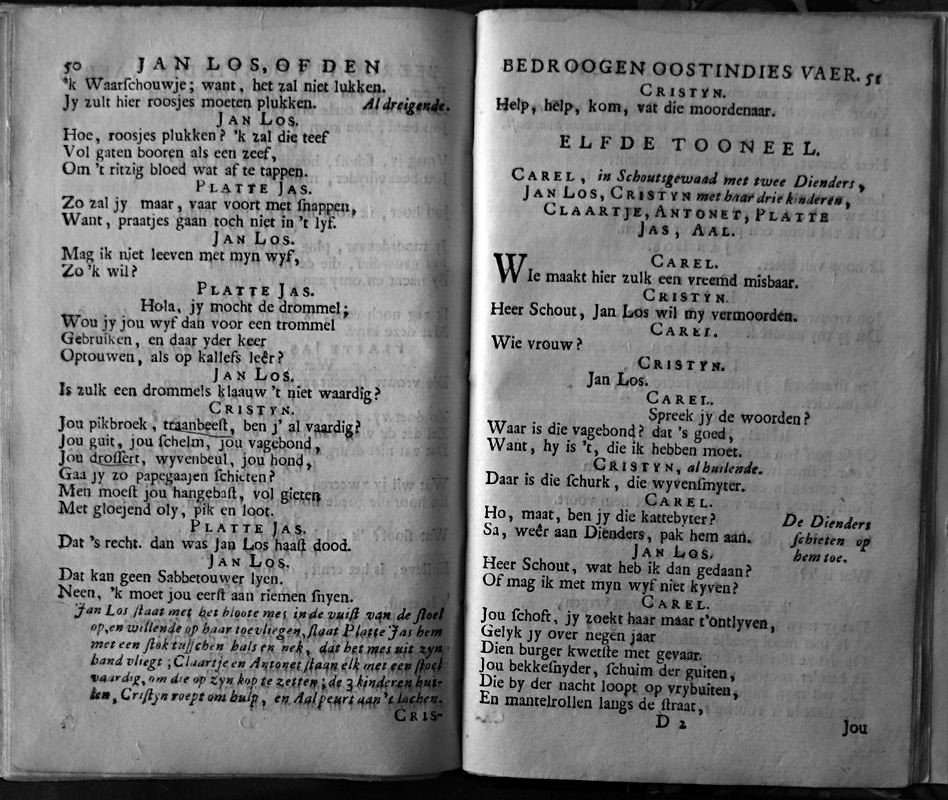 50 JAN LOS, OF DEN
'k Waarſchouwje; want, het zal niet lukken.
Jy zult hier roosjes moeten plukken. Al dreigende.
JAN LOS.
Hoe, roosjes plukken? 'k zal die teef
Vol gaten booren als een zeef,
Om 't ritzig bloed wat af te tappen.
PLATTE JAS.
Zo zal jy maar, vaar voort met ſnappen,
Want, praatjes gaan toch niet in 't lyf.
JAN LOS.
Mag ik niet leeven met myn wyf,
Zo 'k wil?
PLATTE JAS.
Hola, jy mocht de drommel;
Wou jy jou wyf dan voor een trommel
Gebruiken, en daar yder keer
Optouwen, als op kallefs leêr?
JAN LOS.
Is zulk een drommels klaauw 't niet waardig?
CRISTYN.
Jou pikbroek, traanbeeſt, ben j' al vaardig?
Jou guit, jou ſchelm, jou vagebond,
Jou droſſert, wyvenbeul, jou hond,
Gaa jy zo papegaajen ſchieten?
Men moeſt jou hangebaſt, vol gieten
Met gloejend oly, pik en loot.
PLATTE JAS.
Dat 's recht. dan was Jan Los haaſt dood.
JAN LOS.
Dat kan geen Sabbetouwer lyen.
Neen, 'k moet jou eerſt aan riemen ſnyen.
Jan Los ſtaat met het bloote mes in de vuiſt van de ſtoel
op, en willende op haar toevliegen, ſlaat Platte Jas hem
met een ſtok tuſſchen hals en nek, dat het mes uit zyn
hand vliegt; Claartje en Antonet ſtaan elk met een ſtoel
vaardig, om die op zyn kop te zetten; de 3 kinderen hui-
len, Criſtyn roept om hulp, en Aal peurt aan 't lachen.
CRIS-
BEDROOGEN OOSTINDIES VAER. 51
CRISTYN.
Help, help, kom, vat die moordenaar.
ELFDE TOONEEL.
CAREL, in Schoutsgewaad met twee Dienders,
JAN LOS, CRISTYN met haar drie kinderen,
CLAARTJE, ANTONET, PLATTE
JAS, AAL.
CAREL.
WIe maakt hier zulk een vreemd misbaar.
CRISTYN.
Heer Schout, Jan Los wil my vermoorden.
CAREL.
Wie vrouw?
CRISTYN.
Jan Los.
CAREL.
Spreek jy de woorden?
Waar is die vagebond? dat 's goed,
Want, hy is 't, die ik hebben moet.
CRISTYN, al huilende.
Daar is die ſchurk, die wyvenſmyter.
CAREL.
Ho, maat, ben jy die kattebyter? De Dienders
Sa, weêr aan Dienders, pak hem aan. ſchieten op
JAN LOS. hem toe.
Heer Schout, wat heb ik dan gedaan?
Of mag ik met myn wyf niet kyven?
CAREL.
Jou ſchoft, jy zoekt haar maar t'ontlyven,
Gelyk jy over negen jaar
Dien burger kwetſte met gevaar.
Jou bekkeſnyder, ſchuim der guiten,
Die by der nacht loopt op vrybuiten,
En mantelrollen langs de ſtraat,
D 2 Jou